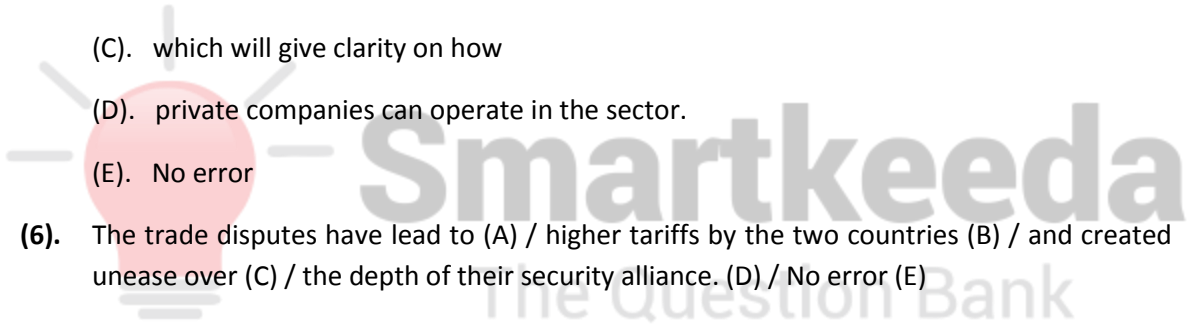 (C). which will give clarity on how
(D). private companies can operate in the sector.
(E). No error
Smartkeeda
(6). The trade disputes have lead to (A) / higher tariffs by the two countries (B) / and created
unease over (C) / the depth of their security alliance. (D) / No error (E)
The Question Bank